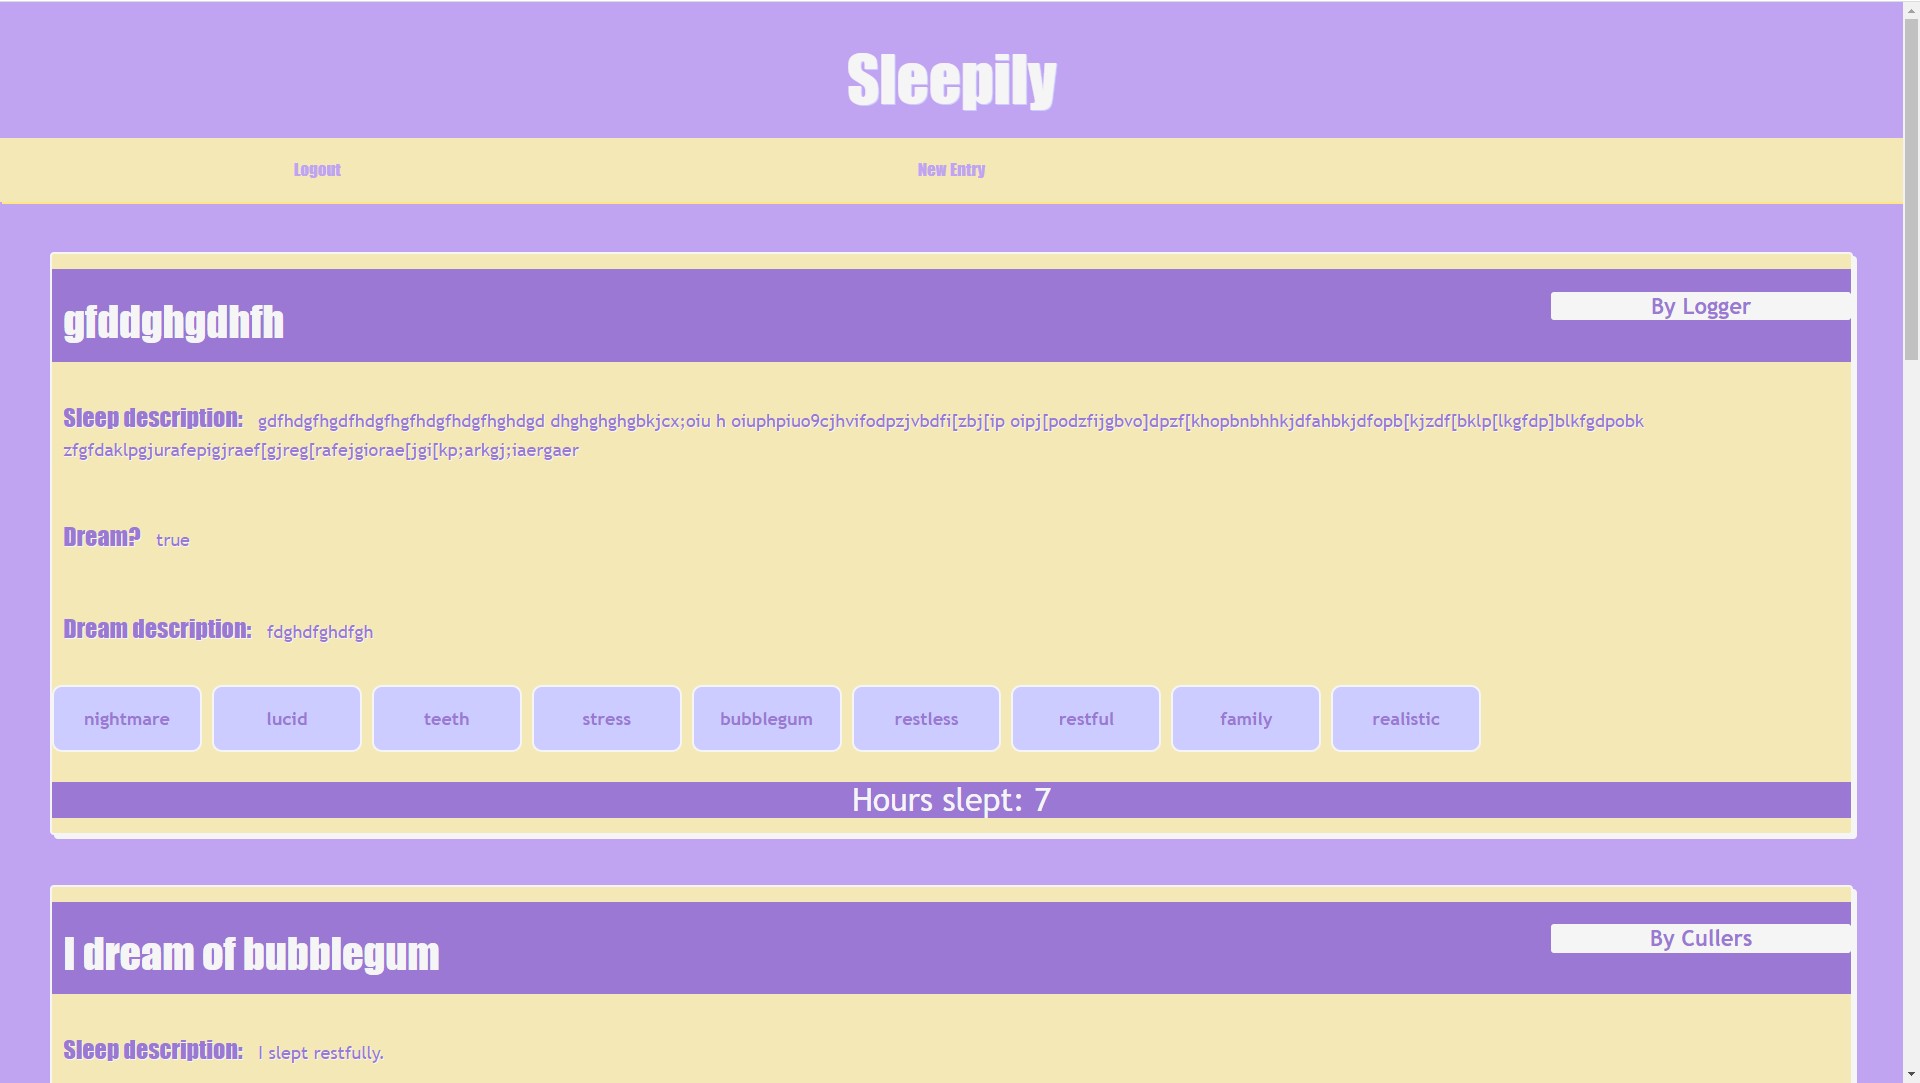 Sleepily
Logout
New Entry
gfddghgdhfh
By Logger
Sleep description: gdfhdgfhgdfhdgfhgfhdgfhdgfhghdgd dhghghghgbkjcx;oiu h oiuphpiuo9cjhvifodpzjvbdfi[zbj[ip oipj[podzfijgbvo]dpzf[khopbnbhhkjdfahbkjdfopb[kjzdf[bklp[lkgfdp]blkfgdpobk
zfgfdaklpgjurafepigjraef[gjreg[rafejgiorae[jgi[kp;arkgj;iaergaer
Dream? true
Dream description: fdghdfghdfgh
nightmare
lucid
teeth
stress
bubblegum
restless
restful
family
realistic
Hours slept: 7
I dream of bubblegum
By Cullers
Sleep description: I slept restfully.